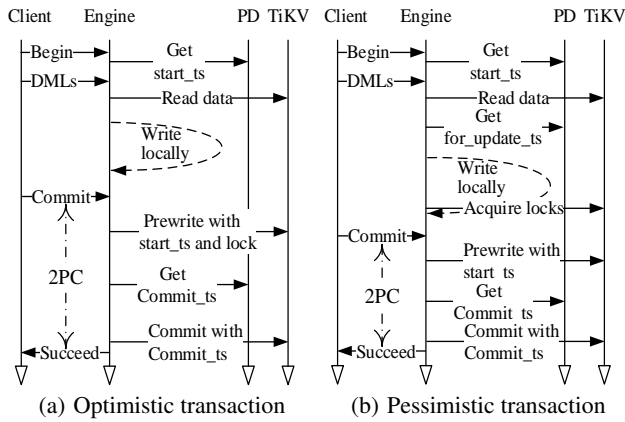 Client Engine PD TiKV
Begin
Get
start_ts
DMLs
Read data
Write
locally
Commit
Prewrite with
start_ts and lock
2PC
Get
Commit_ts
Commit with
Commit_ts
Succeed
(a) Optimistic transaction
Client Engine PD TiKV
Begin
Get
start_ts
DMLs
Read data
Get
for_update_ts
Write
locally
Acquire locks
Commit
Prewrite with
start_ts
2PC
Get
Commit_ts
Commit with
Commit_ts
Succeed
(b) Pessimistic transaction